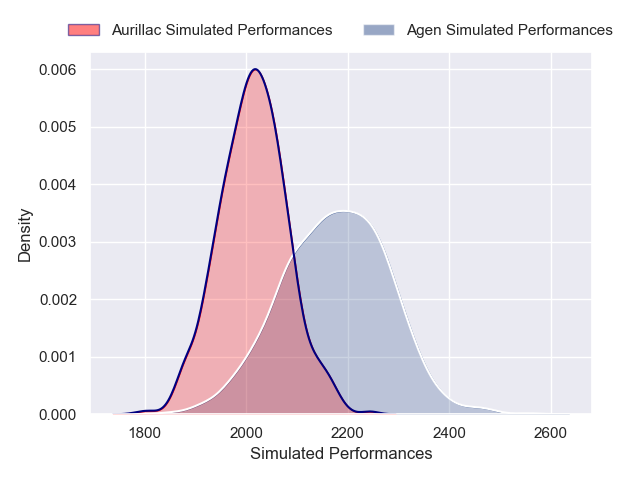 Aurillac Simulated Performances Agen Simulated Performances
0.006
0.005
0.004
0.003
0.002
0.001
0.000
Density
1800 2000 2200 2400 2600
Simulated Performances